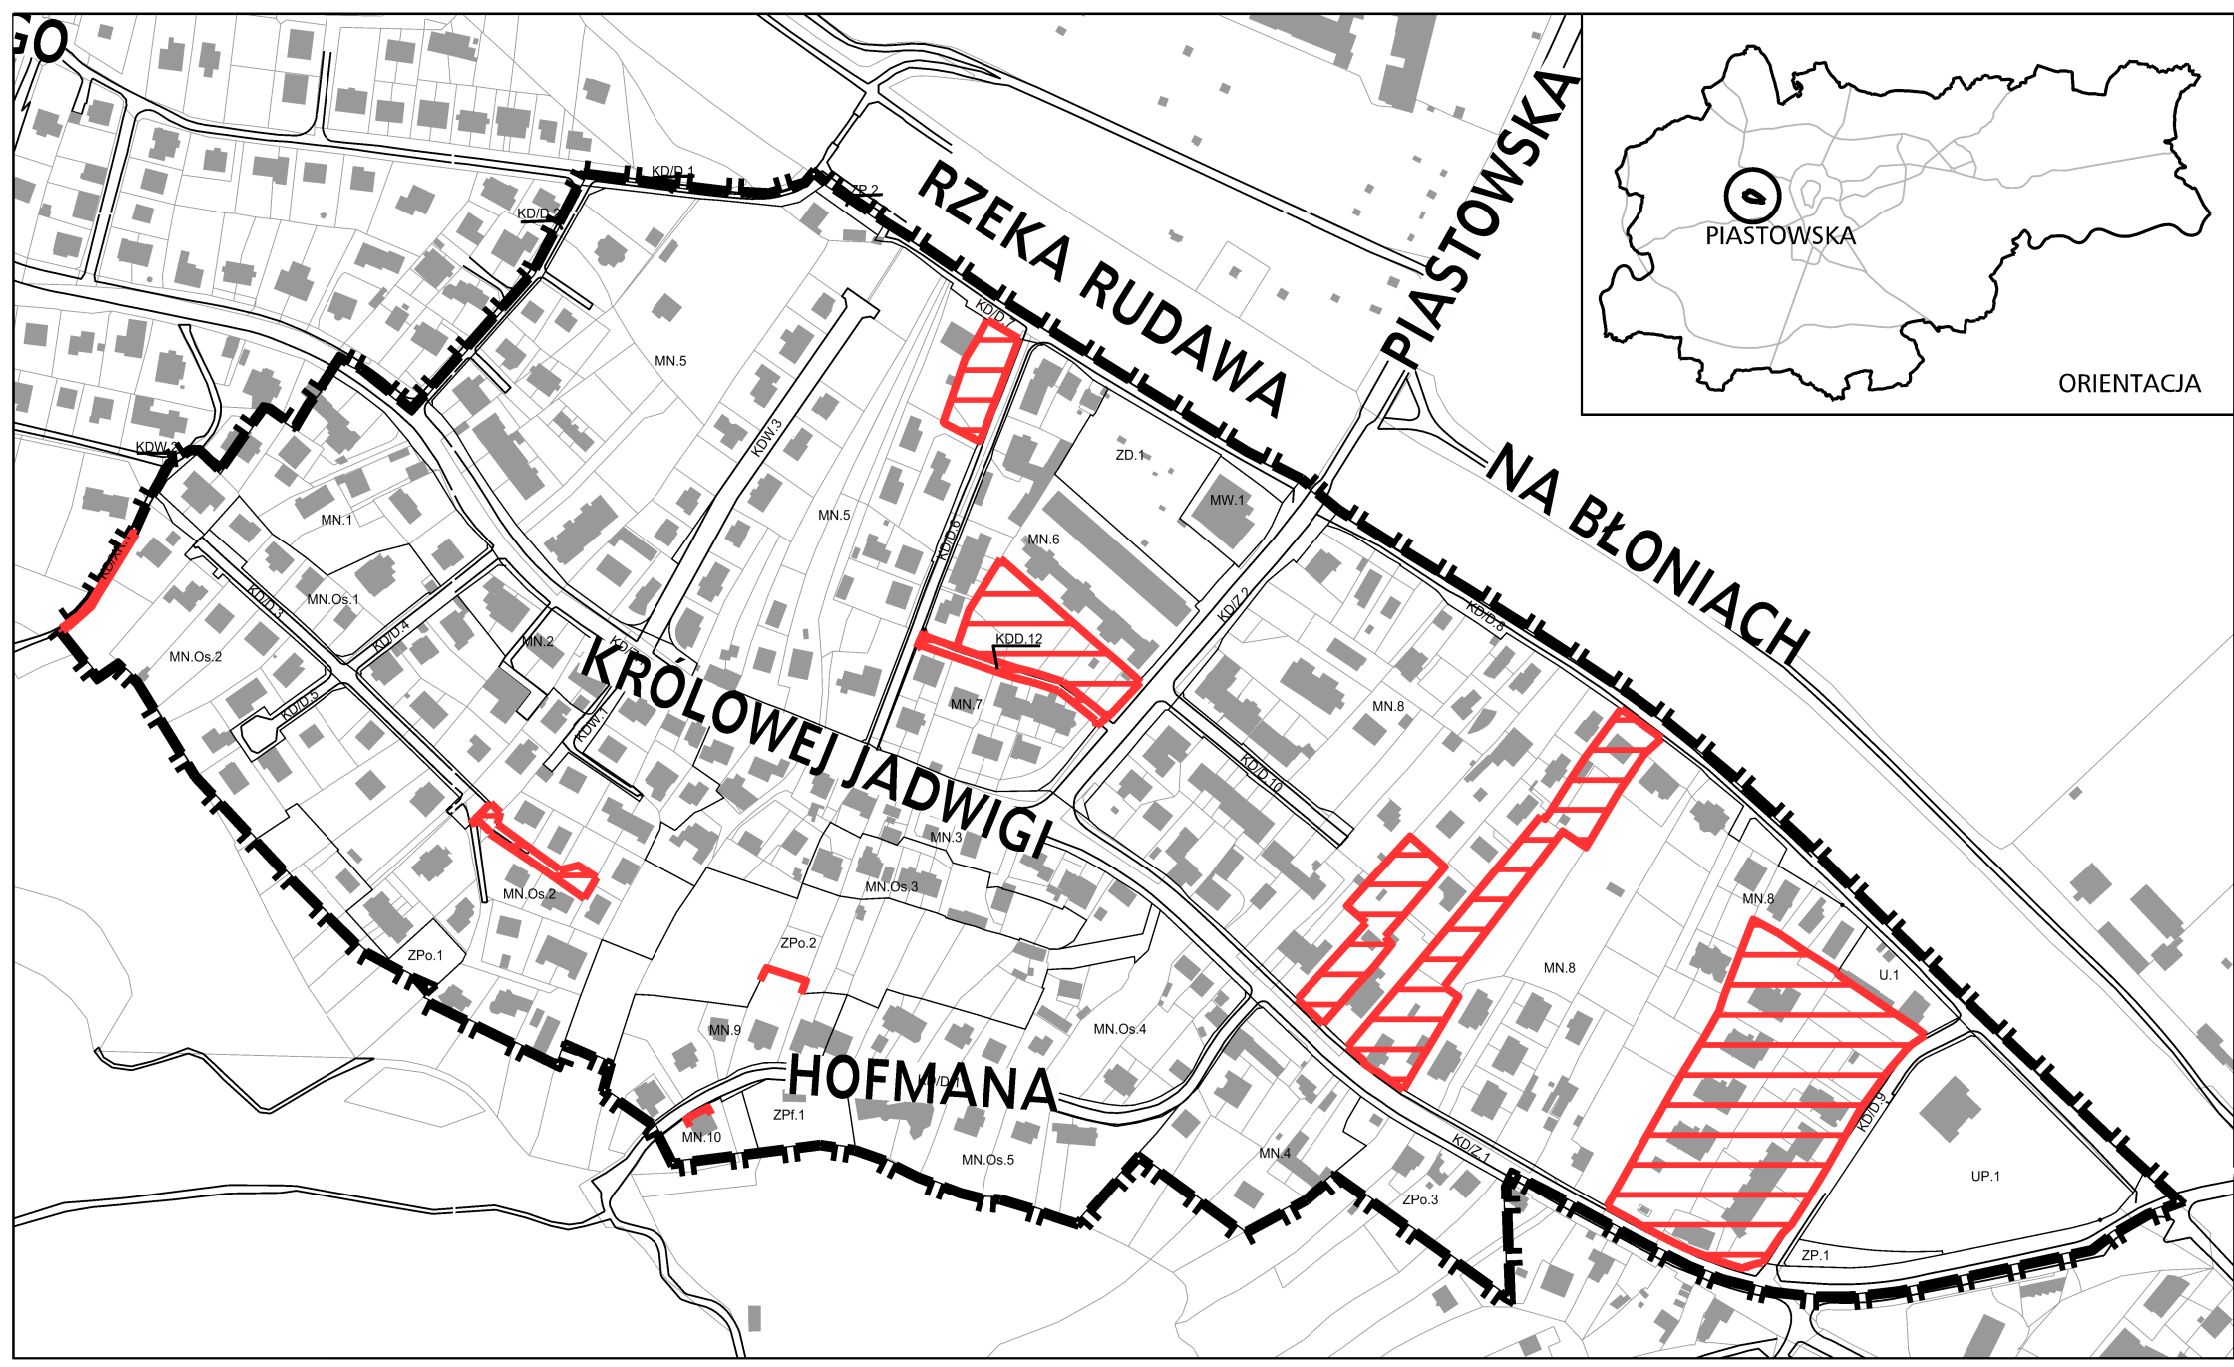 GO
KD/D.1
ZP.2
KD/D.2
RZEKA RUDAWA
PIASTOWSKA
PIASTOWSKA
ORIENTACJA
KD/D.7
MN.5
KDW.3
KDW.2
ZD.1
MW.1
NA BŁONIACH
MN.1
MN.5
KD/D.6
MN.6
KD/XR.1
MN.Os.1
KD/D.3
KD/D.4
KD/Z.2
KD/D.8
MN.2
KDD.12
MN.Os.2
KRÓLOWEJ JADWIGI
KD/D.5
KDW.1
MN.7
MN.8
KD/D.10
MN.3
MN.Os.3
MN.Os.2
MN.8
ZPo.2
ZPo.1
MN.8
U.1
MN.9
MN.Os.4
HOFMANA
ZPf.1
MN.10
KD/D.9
MN.Os.5
MN.4
KD/Z.1
ZPo.3
UP.1
ZP.1